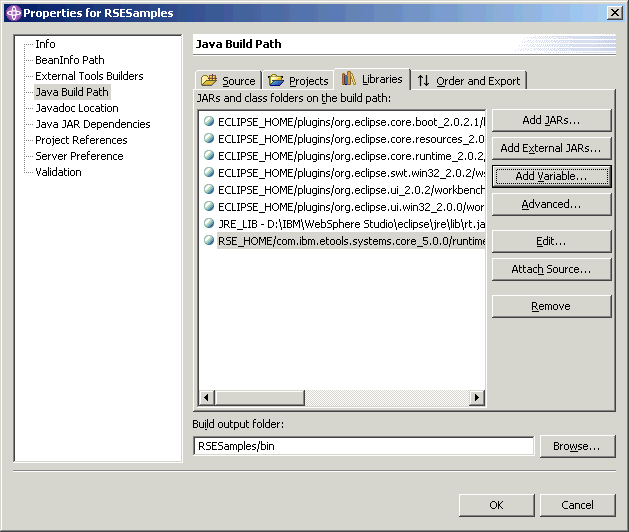 Properties for RSESamples
Info
BeanInfo Path
External Tools Builders
Java Build Path
Javadoc Location
Java JAR Dependencies
Project References
Server Preference
Validation
Java Build Path
Source Projects Libraries Order and Export
JARs and class folders on the build path:
ECLIPSE_HOME/plugins/org.eclipse.core.boot_2.0.2.1/
ECLIPSE_HOME/plugins/org.eclipse.core.resources_2.0
ECLIPSE_HOME/plugins/org.eclipse.core.runtime_2.0.2,
ECLIPSE_HOME/plugins/org.eclipse.swt.win32_2.0.2/ws
ECLIPSE_HOME/plugins/org.eclipse.ui_2.0.2/workbench
ECLIPSE_HOME/plugins/org.eclipse.ui.win32_2.0.0/wor
JRE_LIB - D:\IBM\WebSphere Studio\eclipse\jre\lib\rt.ja
RSE_HOME/com.ibm.etools.systems.core_5.0.0/runtime
Add JARs...
Add External JARs...
Add Variable...
Advanced...
Edit...
Attach Source...
Remove
Build output folder:
RSESamples/bin
Browse...
OK
Cancel